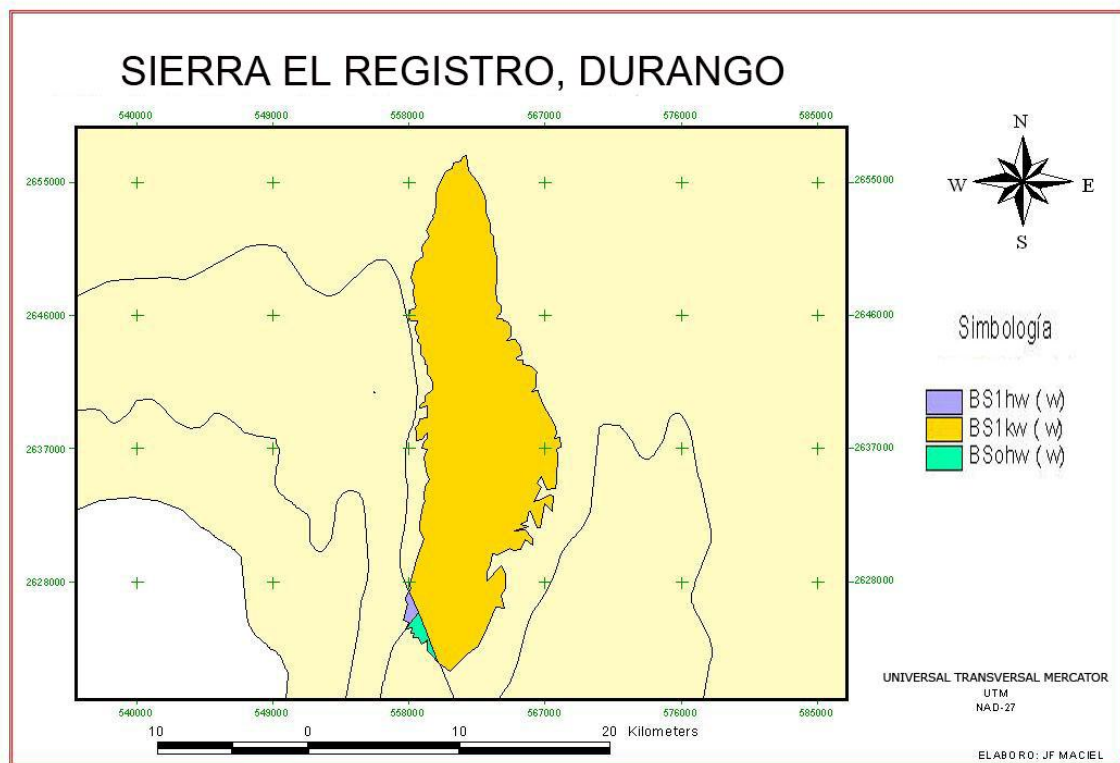 SIERRA EL REGISTRO, DURANGO
540000 549000 558000 567000 576000 585000
2655000 2655000
2646000 2646000
2637000 2637000
2628000 2628000
540000 549000 558000 567000 576000 585000
10 0 10 20 Kilometers
N
W E
S
Simbología
BS1hw ( w)
BS1kw ( w)
BSohw ( w)
UNIVERSAL TRANSVERSAL MERCATOR
UTM
NAD-27
ELABORO: JF MACIEL